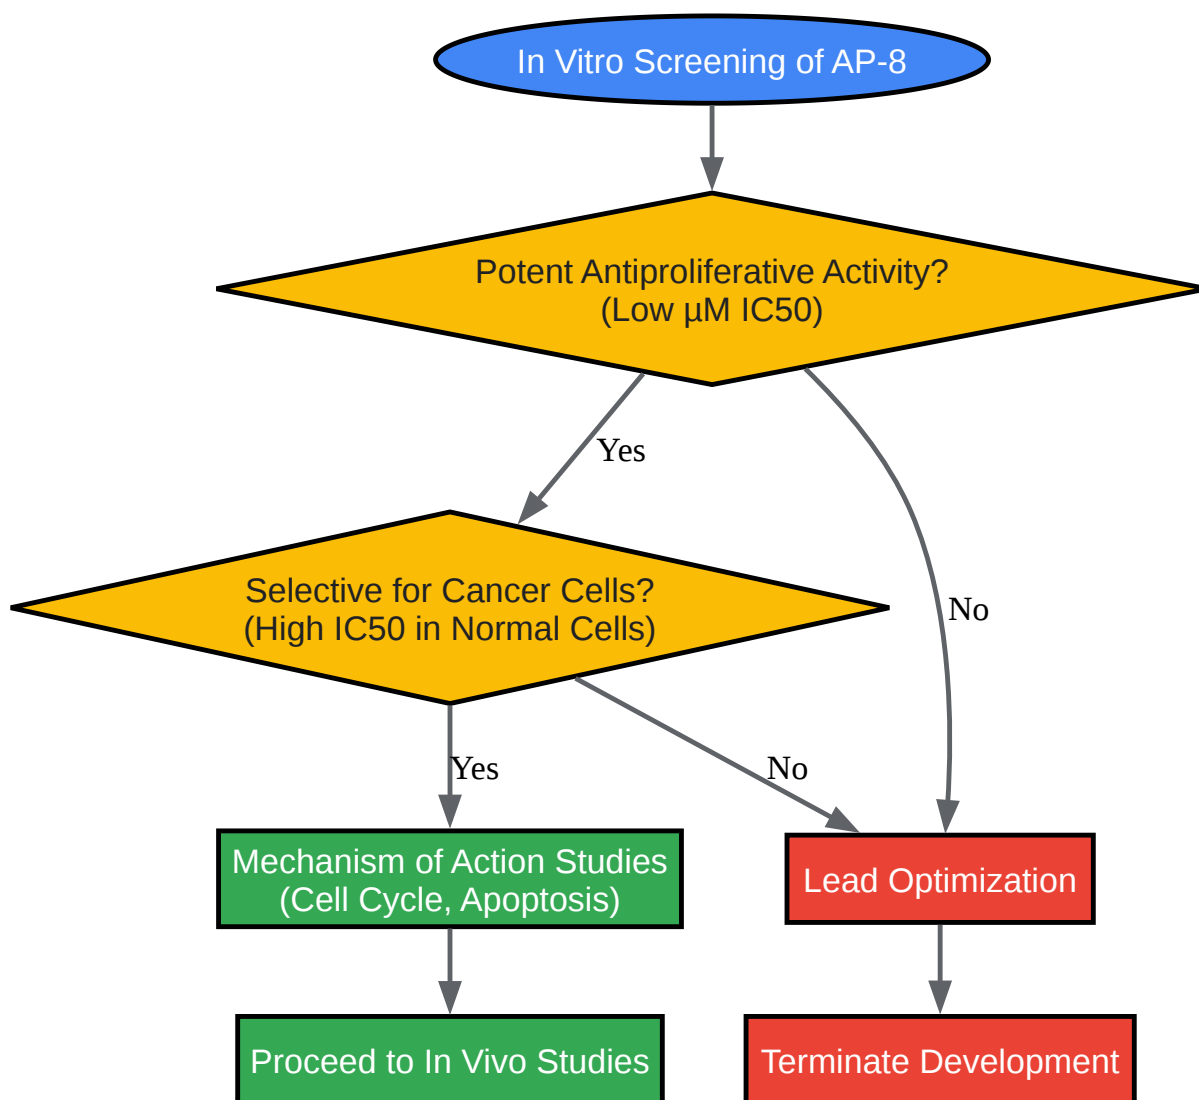 In Vitro Screening of AP-8
Potent Antiproliferative Activity?
(Low µM IC50)
Yes
Selective for Cancer Cells?
(High IC50 in Normal Cells)
No
Yes
No
Mechanism of Action Studies
(Cell Cycle, Apoptosis)
Lead Optimization
Proceed to In Vivo Studies
Terminate Development